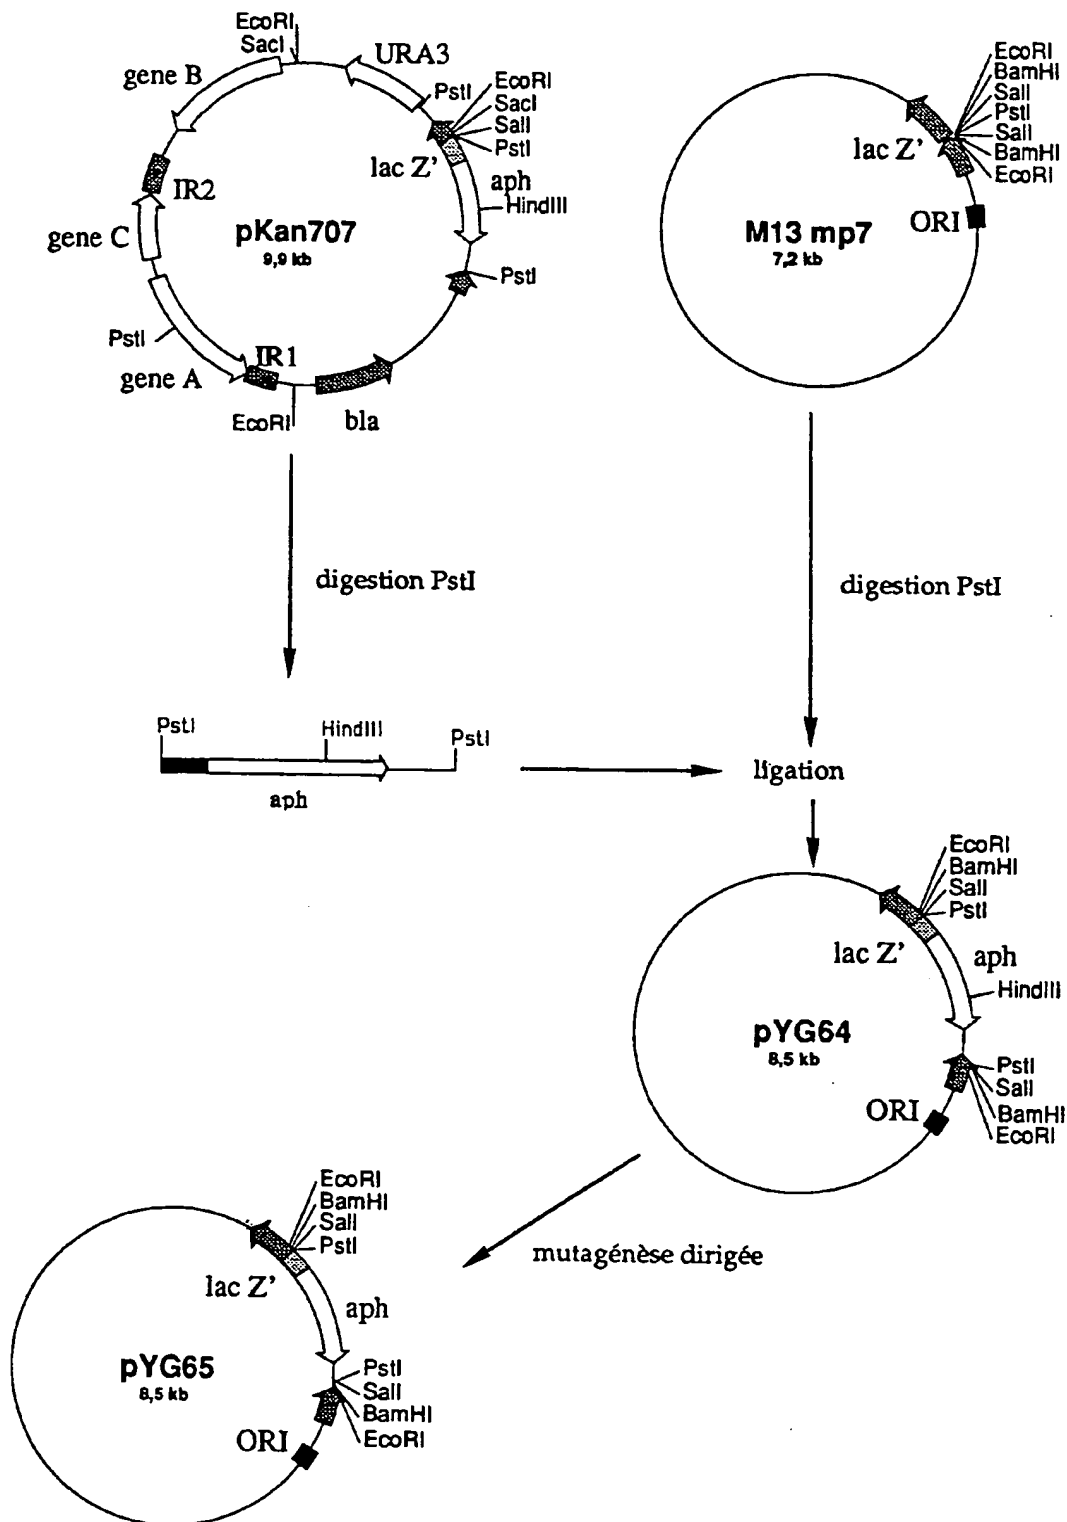 EcoRI
SacI
gene B
URA3
PstI
EcoRI
SacI
SalI
PstI
lac Z'
aph
HindIII
IR2
gene C
pKan707
9,9 kb
PstI
PstI
IR1
gene A
EcoRI
bla
EcoRI
BamHI
SalI
PstI
SalI
BamHI
EcoRI
lac Z'
ORI
M13 mp7
7,2 kb
digestion PstI
digestion PstI
PstI
HindIII
PstI
aph
ligation
EcoRI
BamHI
SalI
PstI
lac Z'
aph
HindIII
pYG64
8,5 kb
PstI
SalI
BamHI
EcoRI
ORI
mutagénèse dirigée
EcoRI
BamHI
SalI
PstI
lac Z'
aph
pYG65
8,5 kb
PstI
SalI
BamHI
EcoRI
ORI